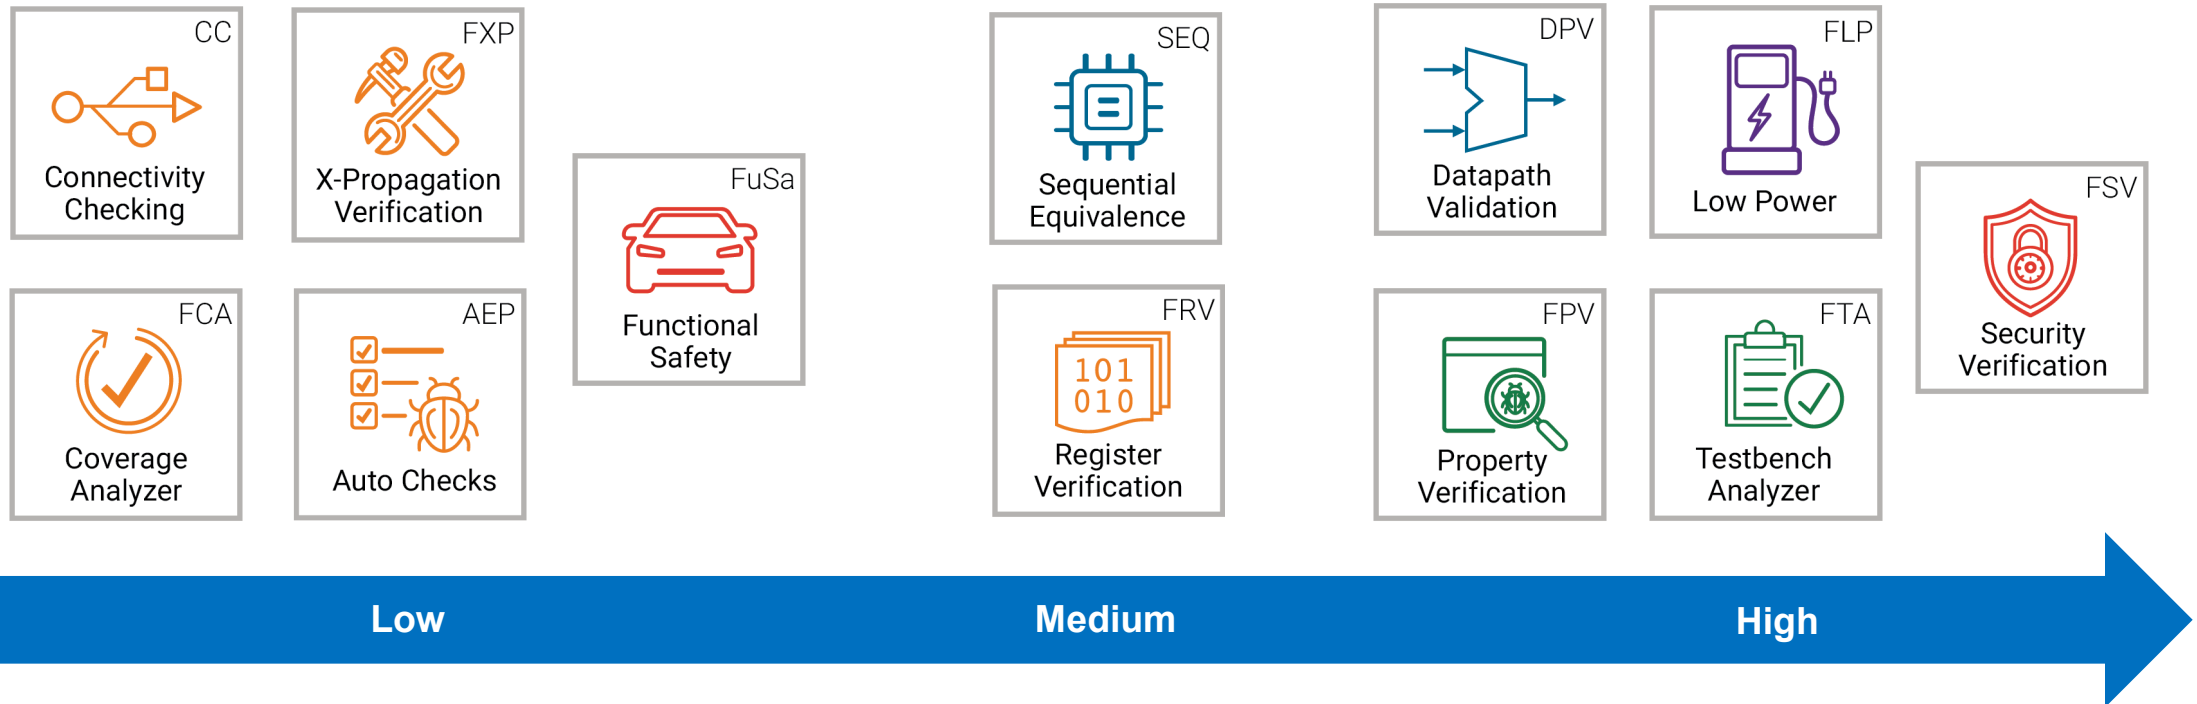 CC
Connectivity
Checking
FXP
X-Propagation
Verification
FCA
Coverage
Analyzer
AEP
Auto Checks
FuSa
Functional
Safety
SEQ
Sequential
Equivalence
FRV
101
010
Register
Verification
DPV
Datapath
Validation
FLP
Low Power
FPV
Property
Verification
FTA
Testbench
Analyzer
FSV
Security
Verification
Low
Medium
High